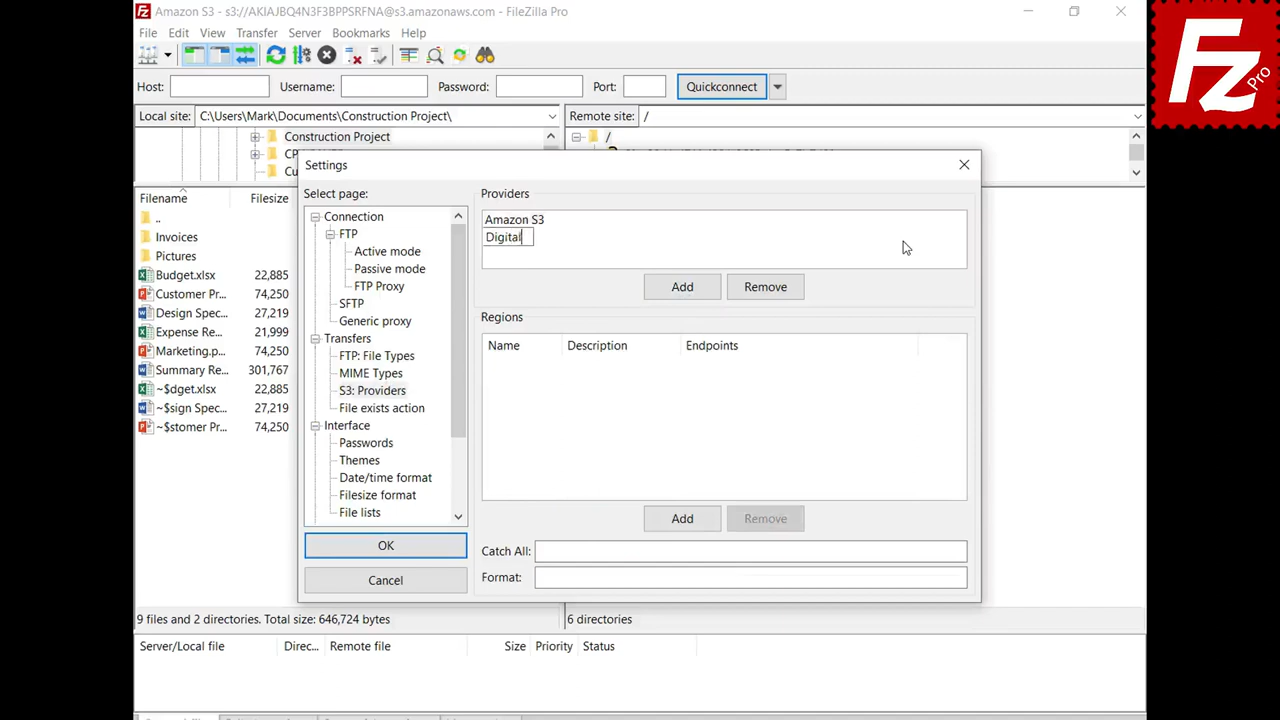 Amazon S3 - s3://AKIAJBQ4N3F3BPPSRFNA@s3.amazonaws.com - FileZilla Pro
File Edit View Transfer Server Bookmarks Help
Host: Username: Password: Port: Quickconnect
Local site: C:\Users\Mark\Documents\Construction Project\
Remote site: /
Construction Project
/
Filename Filesize
..
Invoices
Pictures
Budget.xlsx 22,885
Customer Pr... 74,250
Design Spec... 27,219
Expense Re... 21,999
Marketing.p... 74,250
Summary Re... 301,767
~$dget.xlsx 22,885
~$sign Spec... 27,219
~$stomer Pr... 74,250
Settings
Select page:
Connection
FTP
Active mode
Passive mode
FTP Proxy
SFTP
Generic proxy
Transfers
FTP: File Types
MIME Types
S3: Providers
File exists action
Interface
Passwords
Themes
Date/time format
Filesize format
File lists
OK
Cancel
Providers
Amazon S3
Digital
Add Remove
Regions
Name Description Endpoints
Add Remove
Catch All:
Format:
9 files and 2 directories. Total size: 646,724 bytes
6 directories
Server/Local file Direc... Remote file Size Priority Status
FZ Pro